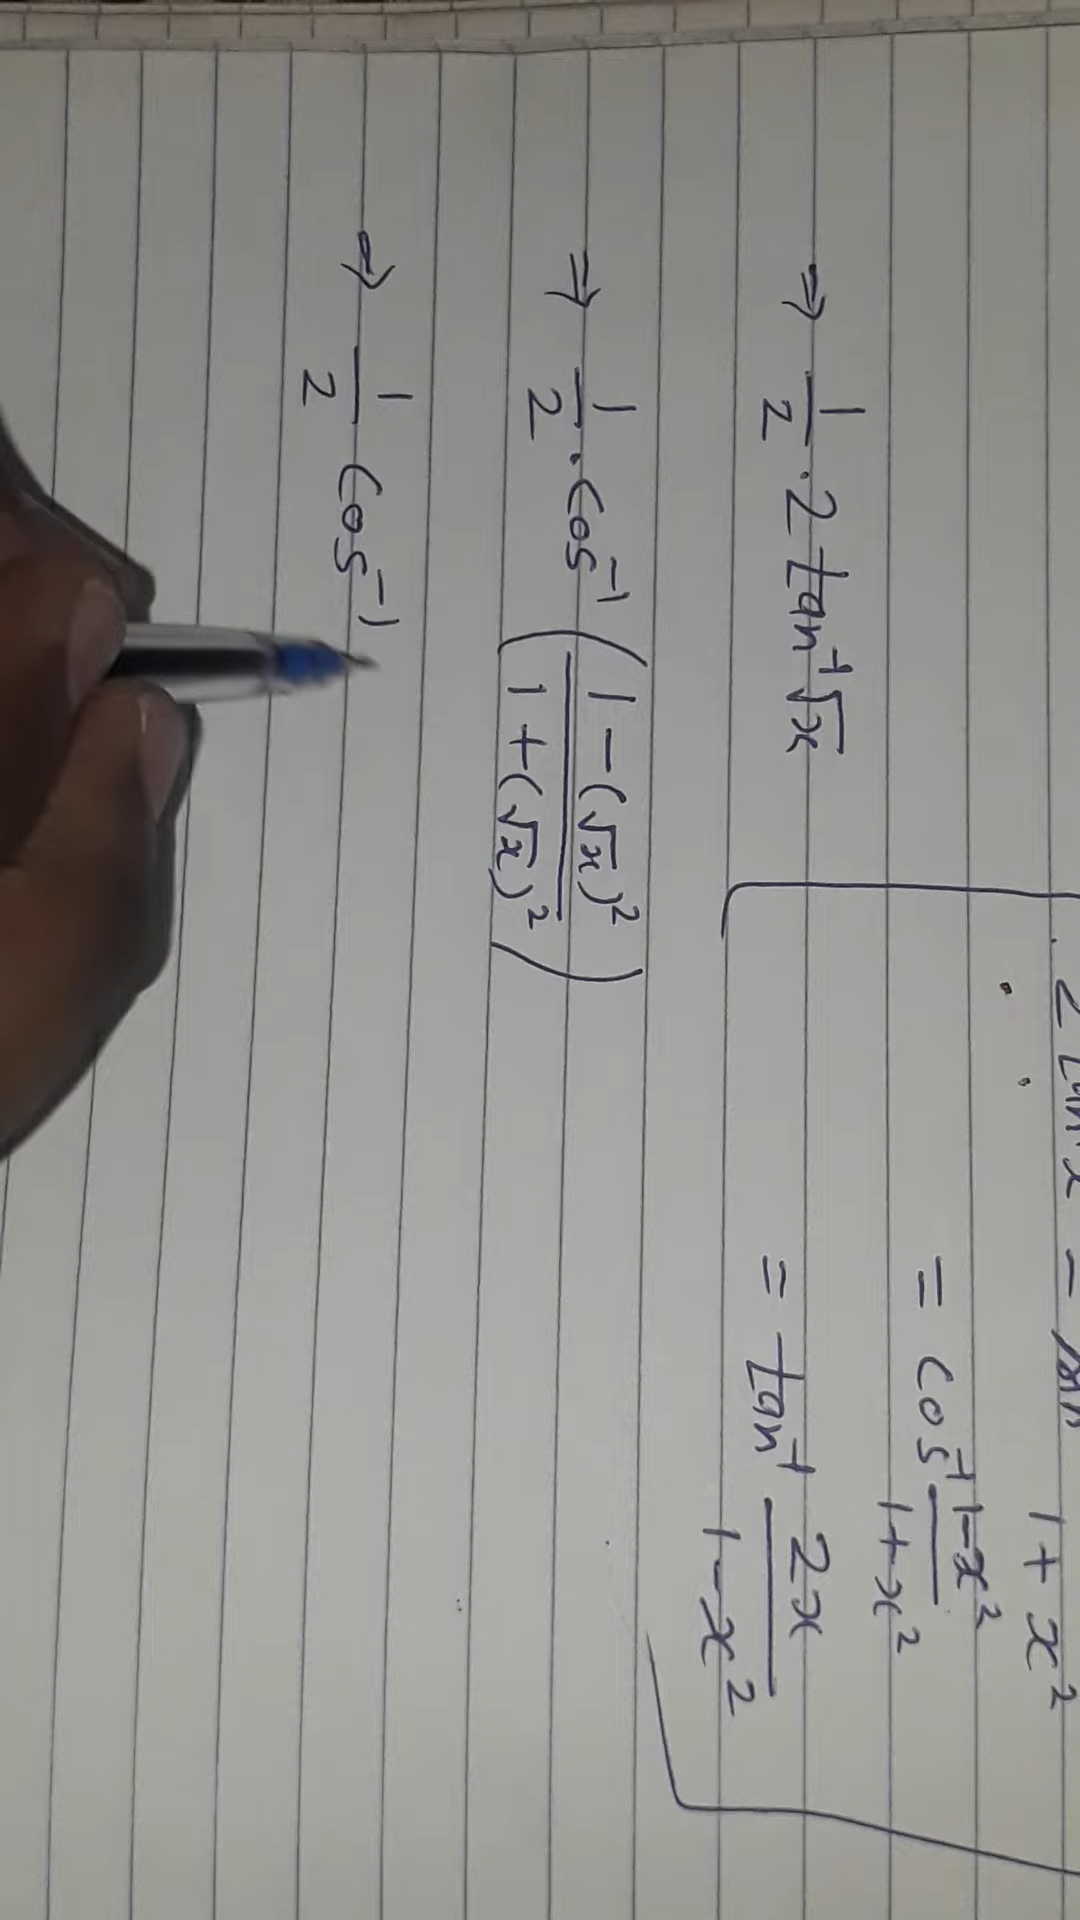 ⇒ 1/2 · 2 tan⁻¹ √x
⇒ 1/2 · cos⁻¹ ( (1 − (√x)²) / (1 + (√x)²) )
⇒ 1/2 cos⁻¹
1 + x²
= cos⁻¹ (1 − x²) / (1 + x²)
= tan⁻¹ 2x / (1 − x²)